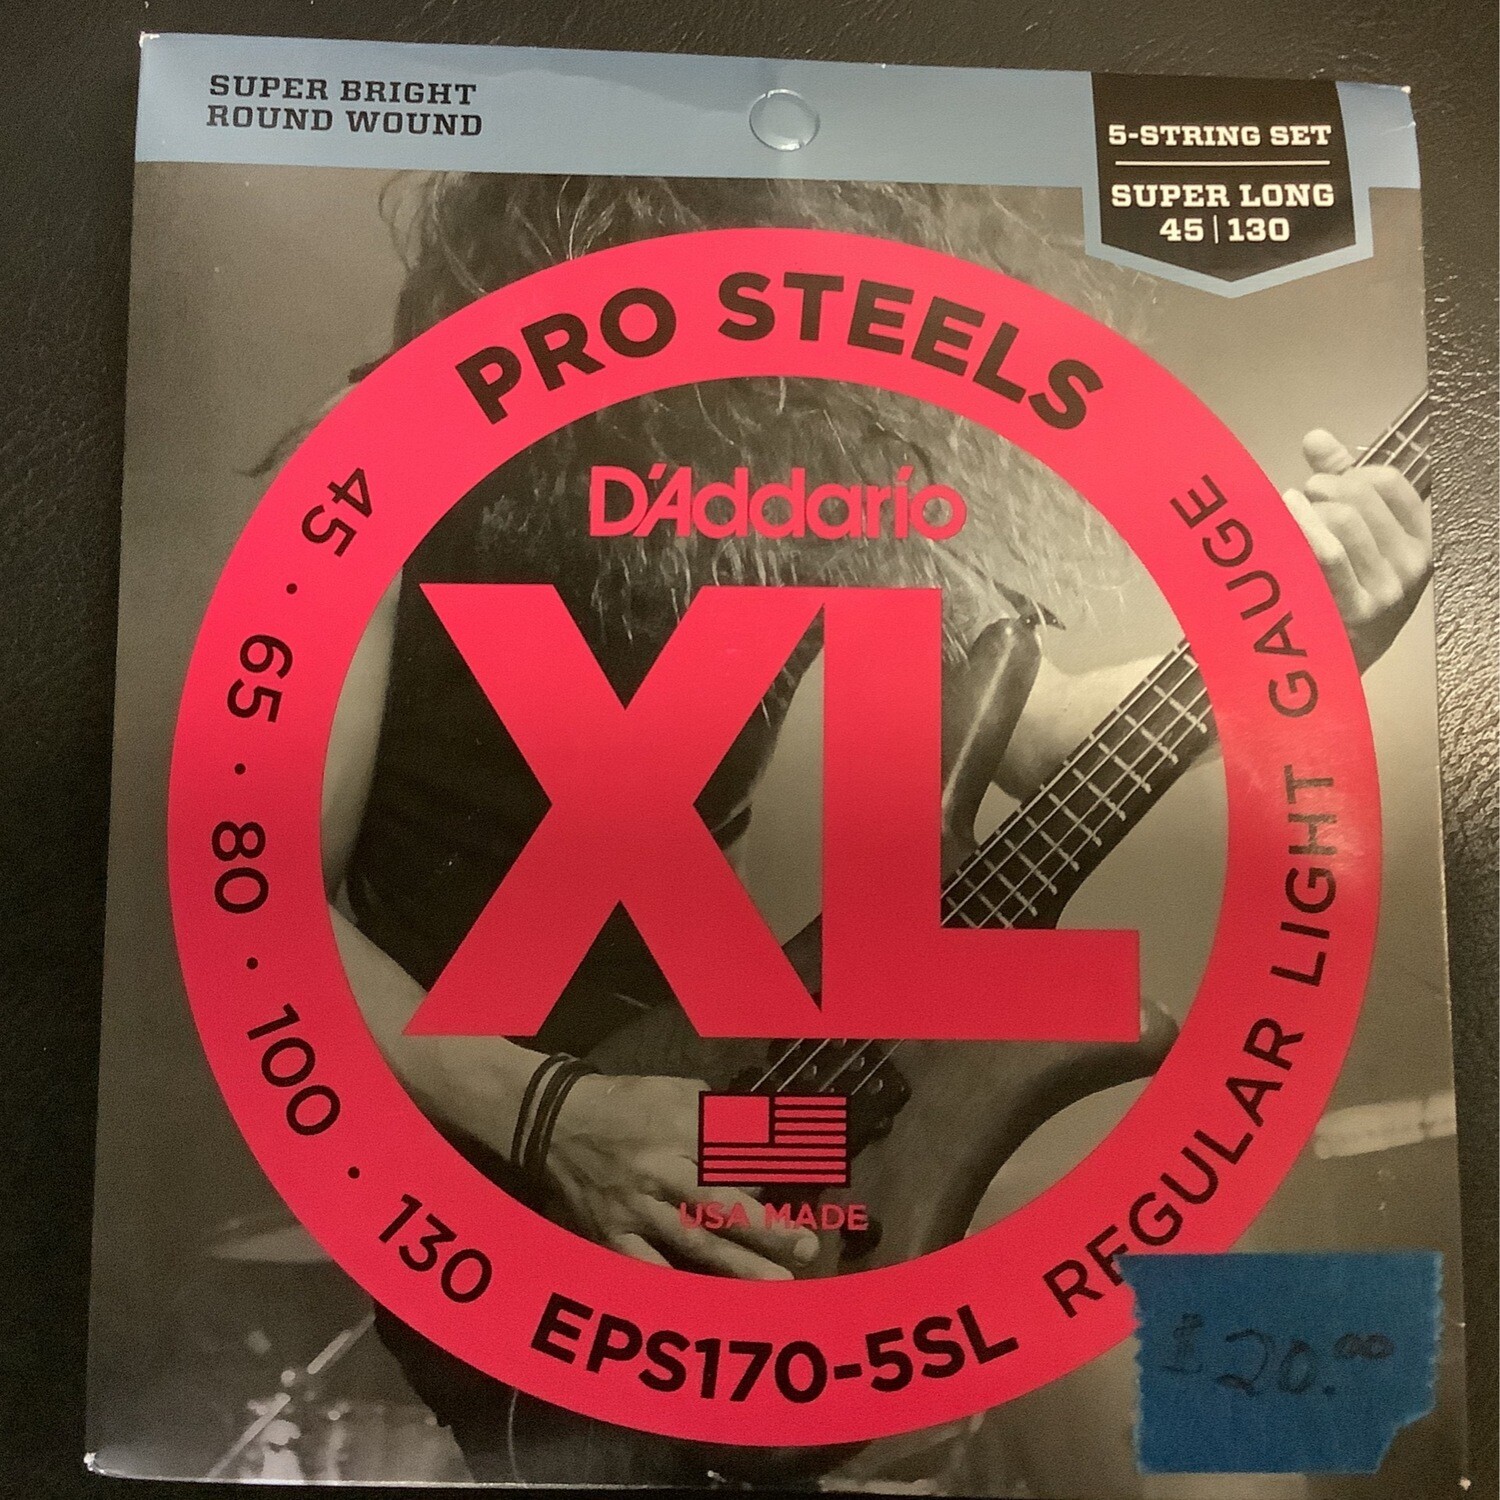 SUPER BRIGHT
ROUND WOUND
5-STRING SET
SUPER LONG
45 | 130
PRO STEELS
D'Addario
XL
USA MADE
45 · 65 · 80 · 100 · 130
EPS170-5SL
REGULAR LIGHT GAUGE
$20.00